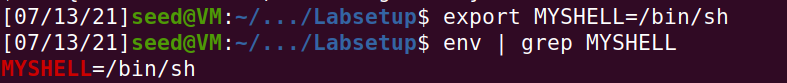 [07/13/21]seed@VM:~/.../Labsetup$ export MYSHELL=/bin/sh
[07/13/21]seed@VM:~/.../Labsetup$ env | grep MYSHELL
MYSHELL=/bin/sh